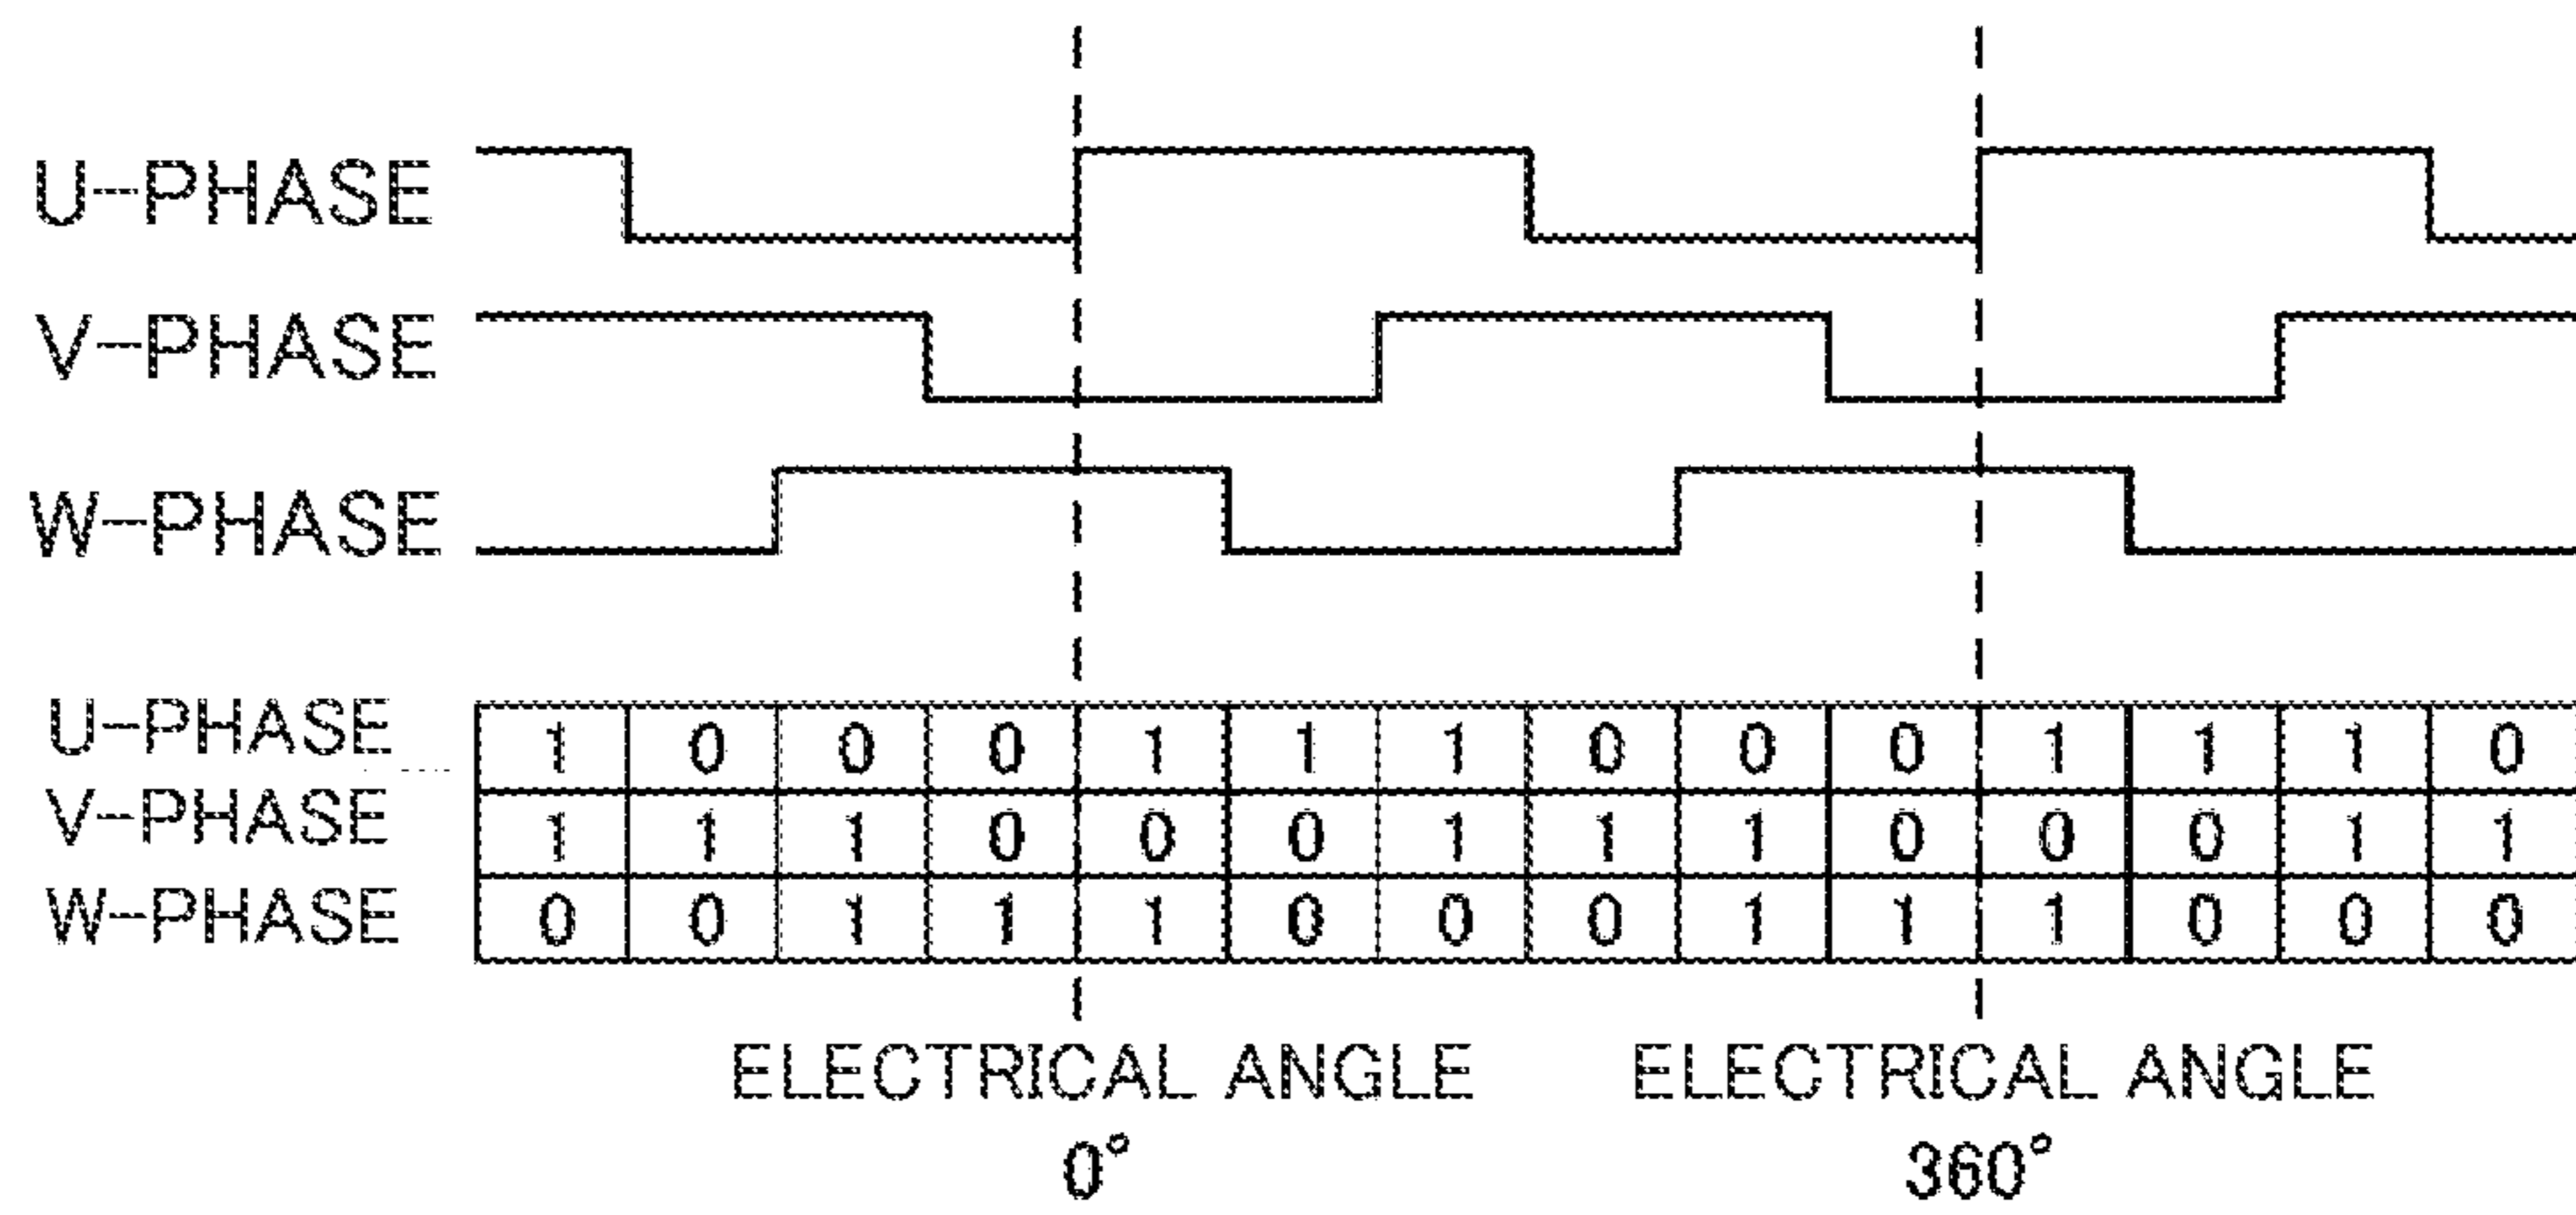 U-PHASE
V-PHASE
W-PHASE
U-PHASE 1 0 0 0 1 1 1 0 0 0 1 1 1 0
V-PHASE 1 1 1 0 0 0 1 1 1 0 0 0 1 1
W-PHASE 0 0 1 1 1 0 0 0 1 1 1 0 0 0
ELECTRICAL ANGLE ELECTRICAL ANGLE
0° 360°